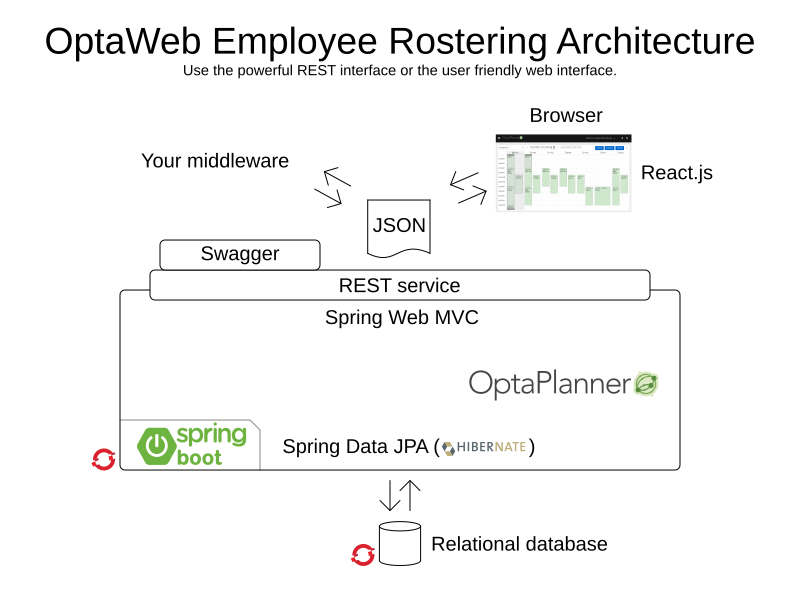 OptaWeb Employee Rostering Architecture
Use the powerful REST interface or the user friendly web interface.
Browser
Your middleware
React.js
JSON
Swagger
REST service
Spring Web MVC
OptaPlanner
spring
boot
Spring Data JPA (HIBERNATE)
Relational database